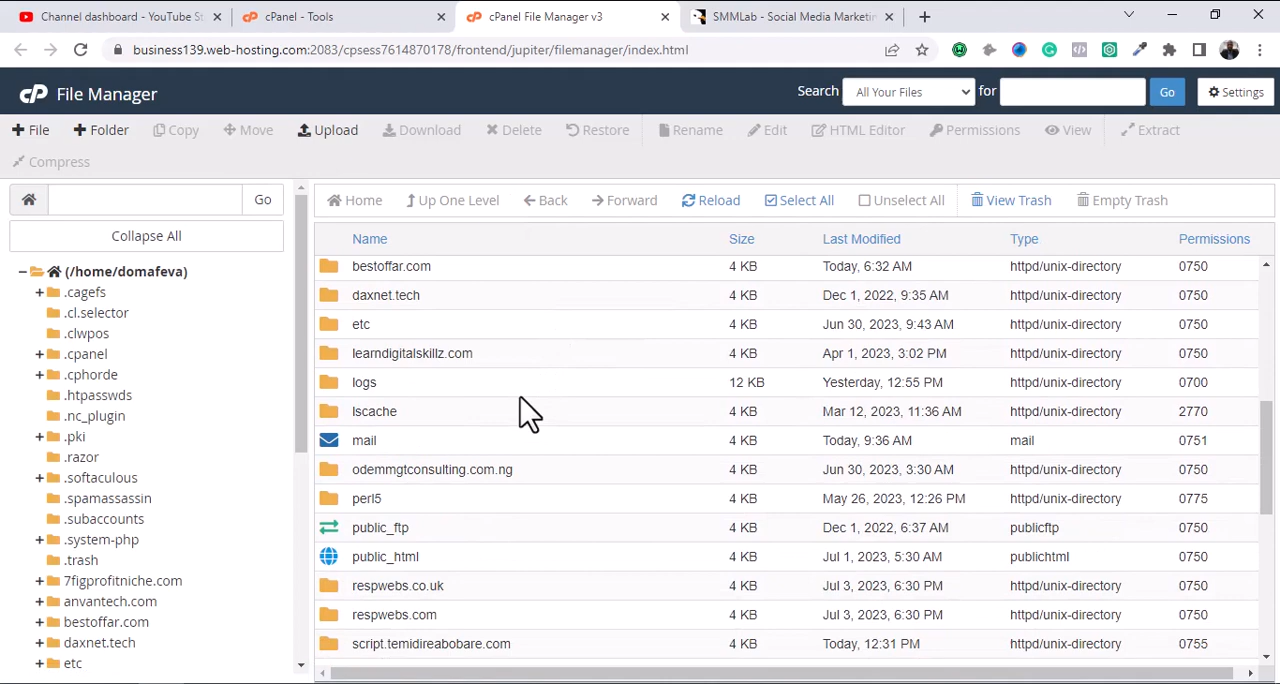 Channel dashboard - YouTube St
cPanel - Tools
cPanel File Manager v3
SMMLab - Social Media Marketin
business139.web-hosting.com:2083/cpsess7614870178/frontend/jupiter/filemanager/index.html
cP File Manager
Search All Your Files for Go Settings
File Folder Copy Move Upload Download Delete Restore Rename Edit HTML Editor Permissions View Extract
Compress
Go
Collapse All
(/home/domafeva)
.cagefs
.cl.selector
.clwpos
.cpanel
.cphorde
.htpasswds
.nc_plugin
.pki
.razor
.softaculous
.spamassassin
.subaccounts
.system-php
.trash
7figprofitniche.com
anvantech.com
bestoffar.com
daxnet.tech
etc
Home Up One Level Back Forward Reload Select All Unselect All View Trash Empty Trash
Name Size Last Modified Type Permissions
bestoffar.com 4 KB Today, 6:32 AM httpd/unix-directory 0750
daxnet.tech 4 KB Dec 1, 2022, 9:35 AM httpd/unix-directory 0750
etc 4 KB Jun 30, 2023, 9:43 AM httpd/unix-directory 0750
learndigitalskillz.com 4 KB Apr 1, 2023, 3:02 PM httpd/unix-directory 0750
logs 12 KB Yesterday, 12:55 PM httpd/unix-directory 0700
lscache 4 KB Mar 12, 2023, 11:36 AM httpd/unix-directory 2770
mail 4 KB Today, 9:36 AM mail 0751
odemmgtconsulting.com.ng 4 KB Jun 30, 2023, 3:30 AM httpd/unix-directory 0750
perl5 4 KB May 26, 2023, 12:26 PM httpd/unix-directory 0775
public_ftp 4 KB Dec 1, 2022, 6:37 AM publicftp 0750
public_html 4 KB Jul 1, 2023, 5:30 AM publichtml 0750
respwebs.co.uk 4 KB Jul 3, 2023, 6:30 PM httpd/unix-directory 0750
respwebs.com 4 KB Jul 3, 2023, 6:30 PM httpd/unix-directory 0750
script.temidireabobare.com 4 KB Today, 12:31 PM httpd/unix-directory 0755